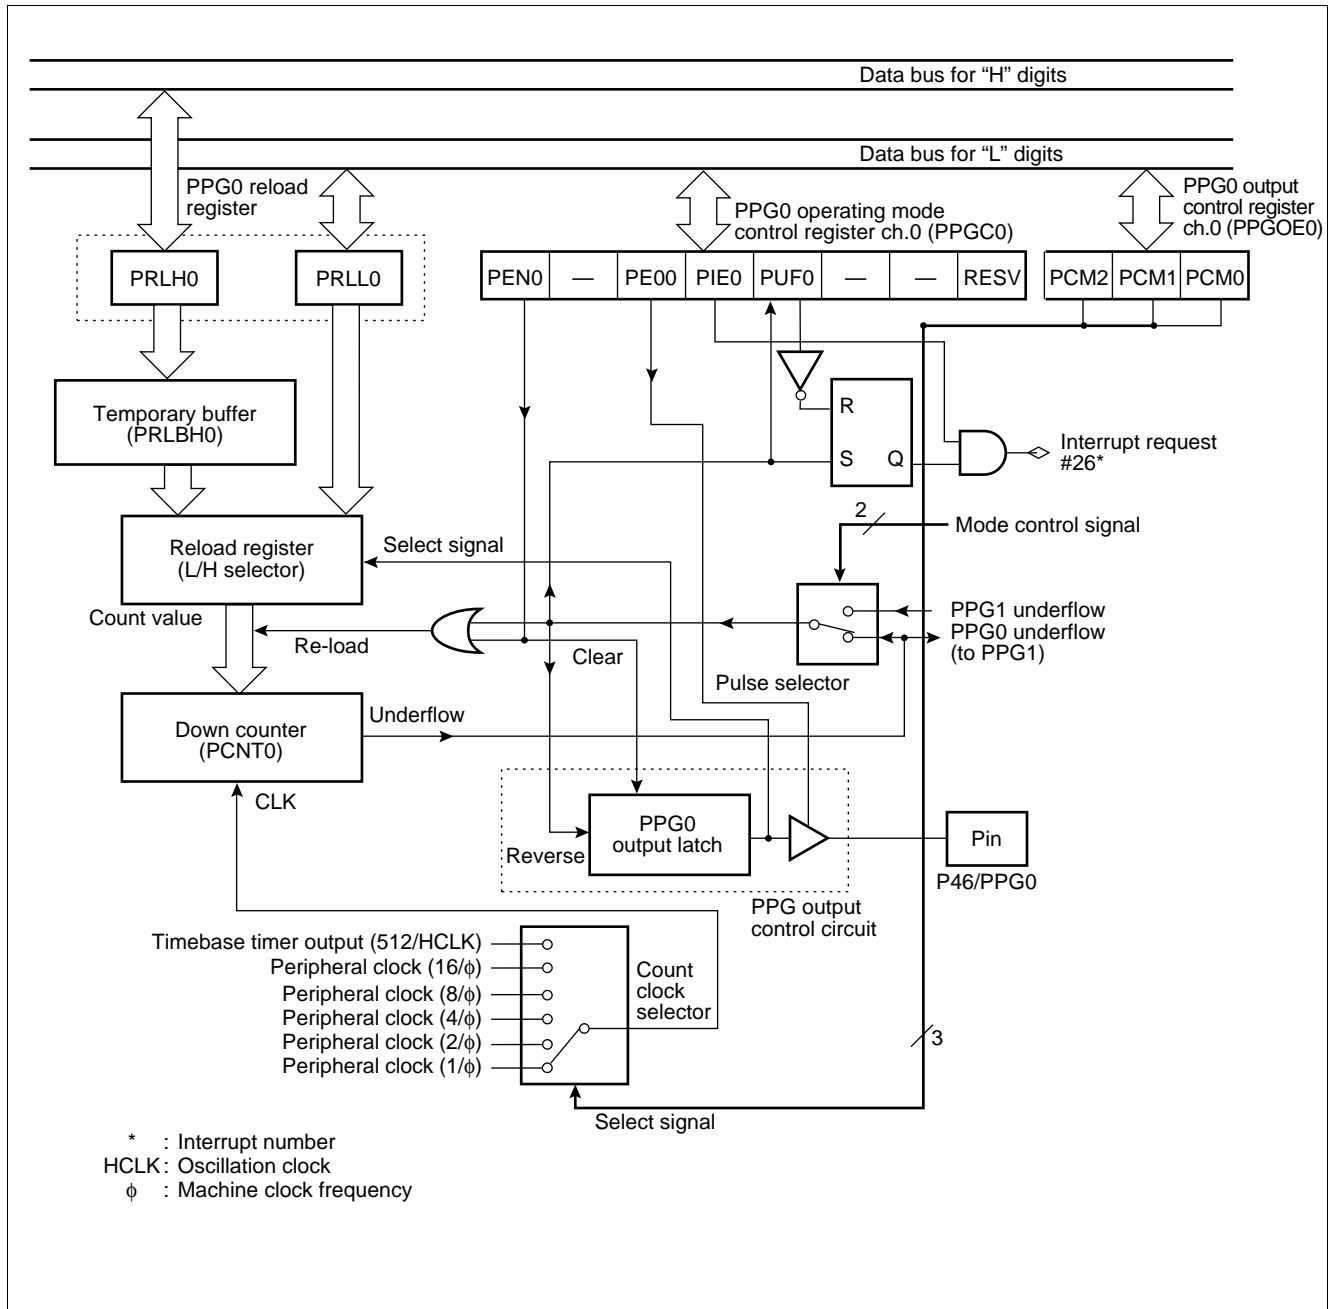 Data bus for “H” digits
Data bus for “L” digits
PPG0 reload
register
PPG0 operating mode
control register ch.0 (PPGC0)
PPG0 output
control register
ch.0 (PPGOE0)
PRLH0
PRLL0
PEN0
—
PE00
PIE0
PUF0
—
—
RESV
PCM2
PCM1
PCM0
Temporary buffer
(PRLBH0)
R
S
Q
Interrupt request
#26*
2
Mode control signal
Reload register
(L/H selector)
Select signal
Count value
Re-load
Clear
PPG1 underflow
PPG0 underflow
(to PPG1)
Pulse selector
Down counter
(PCNT0)
Underflow
CLK
PPG0
output latch
Reverse
Pin
P46/PPG0
PPG output
control circuit
Timebase timer output (512/HCLK)
Peripheral clock (16/ϕ)
Peripheral clock (8/ϕ)
Peripheral clock (4/ϕ)
Peripheral clock (2/ϕ)
Peripheral clock (1/ϕ)
Count
clock
selector
3
Select signal
* : Interrupt number
HCLK : Oscillation clock
ϕ : Machine clock frequency